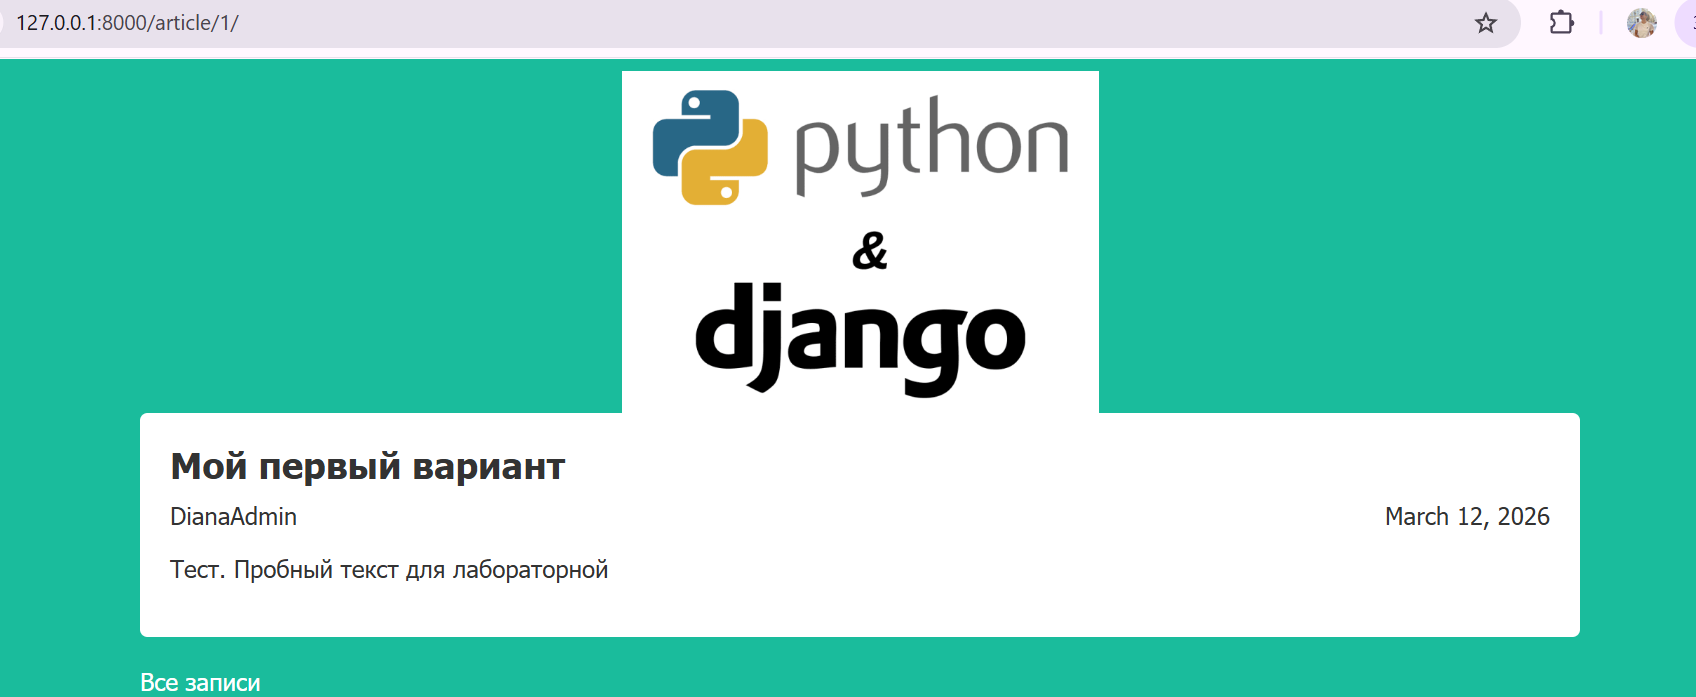 127.0.0.1:8000/article/1/
python
&
django
Мой первый вариант
DianaAdmin
March 12, 2026
Тест. Пробный текст для лабораторной
Все записи